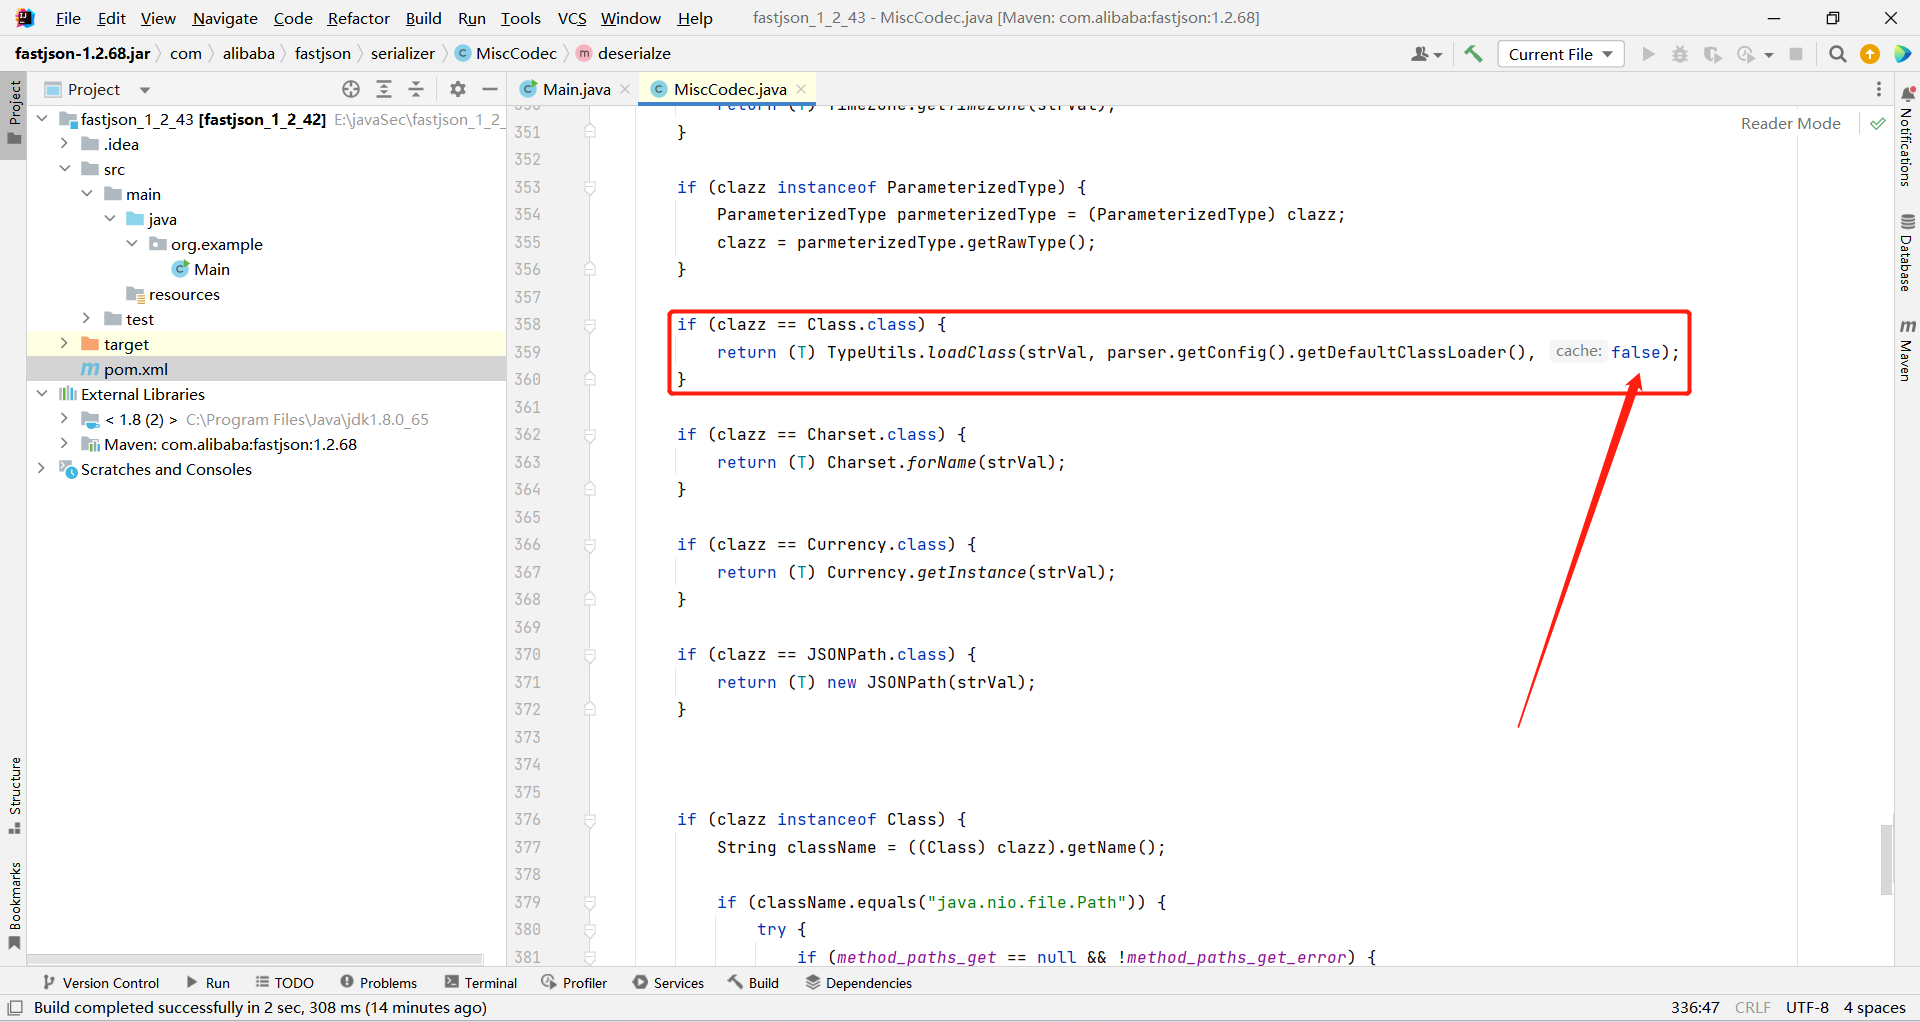 File Edit View Navigate Code Refactor Build Run Tools VCS Window Help fastjson_1_2_43 - MiscCodec.java [Maven: com.alibaba:fastjson:1.2.68]
fastjson-1.2.68.jar com alibaba fastjson serializer MiscCodec deserialze Current File
Project
Main.java MiscCodec.java
Reader Mode
Project
Structure
Bookmarks
fastjson_1_2_43 [fastjson_1_2_42] E:\javaSec\fastjson_1_2_
.idea
src
main
java
org.example
Main
resources
test
target
pom.xml
External Libraries
< 1.8 (2) > C:\Program Files\Java\jdk1.8.0_65
Maven: com.alibaba:fastjson:1.2.68
Scratches and Consoles
350 return (T) TimeZone.getTimeZone(strVal);
351 }
352
353 if (clazz instanceof ParameterizedType) {
354 ParameterizedType parmeterizedType = (ParameterizedType) clazz;
355 clazz = parmeterizedType.getRawType();
356 }
357
358 if (clazz == Class.class) {
359 return (T) TypeUtils.loadClass(strVal, parser.getConfig().getDefaultClassLoader(), cache: false);
360 }
361
362 if (clazz == Charset.class) {
363 return (T) Charset.forName(strVal);
364 }
365
366 if (clazz == Currency.class) {
367 return (T) Currency.getInstance(strVal);
368 }
369
370 if (clazz == JSONPath.class) {
371 return (T) new JSONPath(strVal);
372 }
373
374
375
376 if (clazz instanceof Class) {
377 String className = ((Class) clazz).getName();
378
379 if (className.equals("java.nio.file.Path")) {
380 try {
381 if (method_paths_get == null && !method_paths_get_error) {
Notifications
Database
Maven
Version Control Run TODO Problems Terminal Profiler Services Build Dependencies
Build completed successfully in 2 sec, 308 ms (14 minutes ago) 336:47 CRLF UTF-8 4 spaces